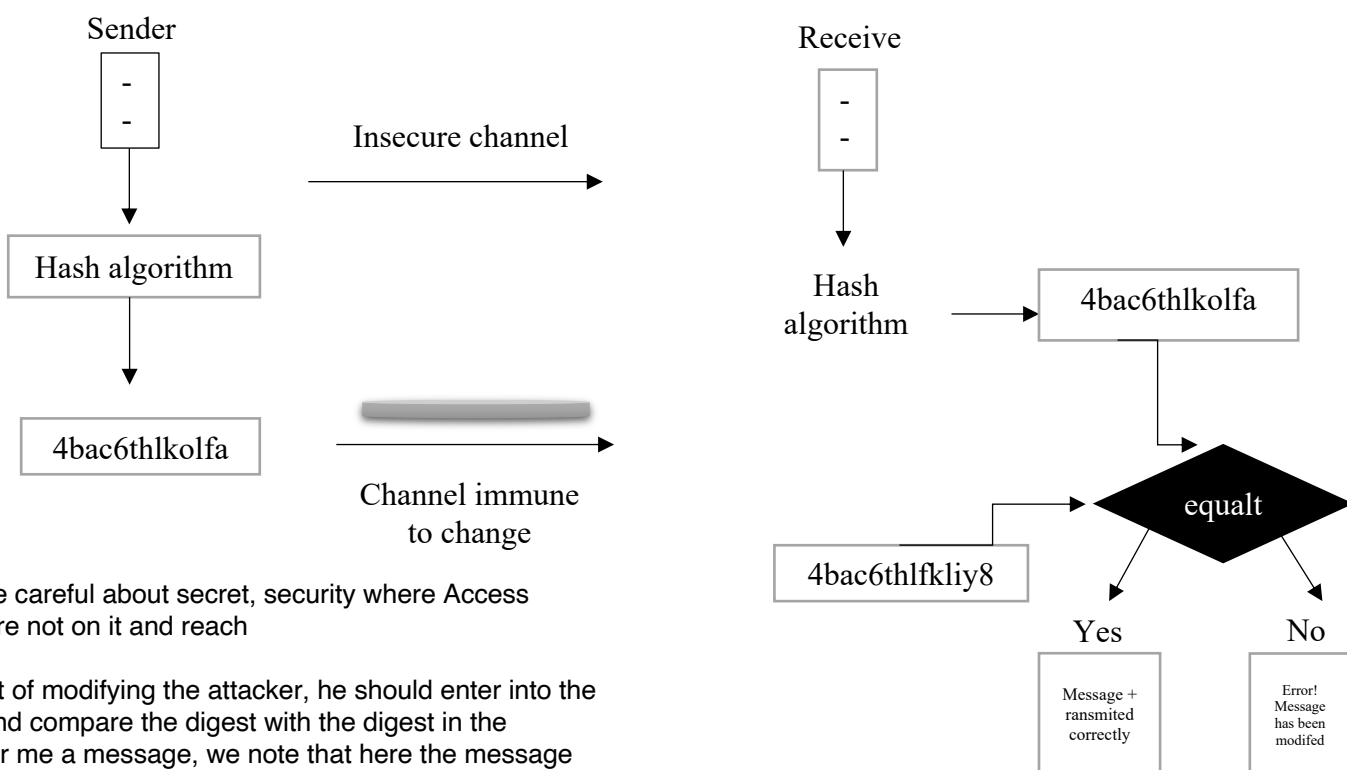 Sender
-
-
Insecure channel
Hash algorithm
4bac6thlkolfa
Channel immune
to change
Receive
-
-
Hash
algorithm
4bac6thlkolfa
equalt
4bac6thlfkliy8
Yes
No
Message +
ransmited
correctly
Error!
Message
has been
modifed
careful about secret, security where Access
not on it and reach
of modifying the attacker, he should enter into the
compare the digest with the digest in the
me a message, we note that here the message